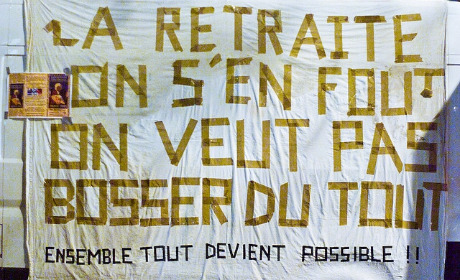 LA RETRAITE
ON S'EN FOUT
ON VEUT PAS
BOSSER DU TOUT
ENSEMBLE TOUT DEVIENT POSSIBLE !!